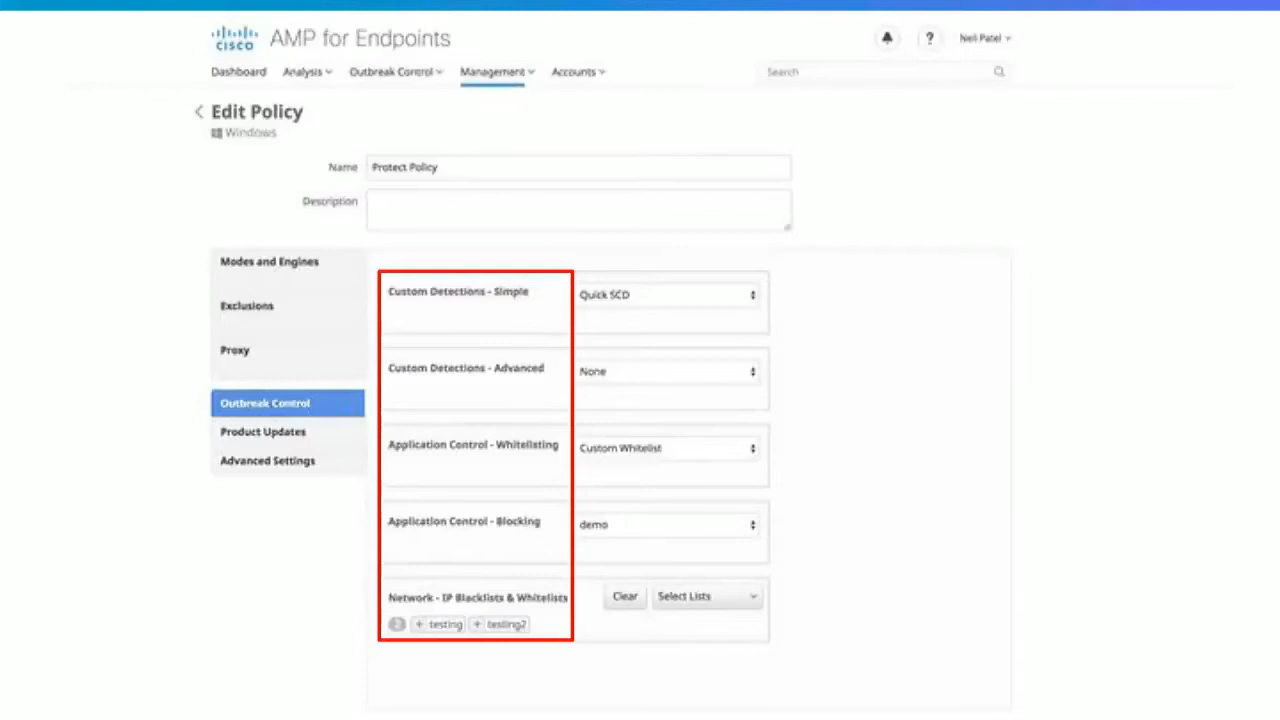 CISCO AMP for Endpoints
? Neil Patel
Dashboard Analysis Outbreak Control Management Accounts Search
Edit Policy
Windows
Name Protect Policy
Description
Modes and Engines
Exclusions
Proxy
Outbreak Control
Product Updates
Advanced Settings
Custom Detections - Simple Quick SCD
Custom Detections - Advanced None
Application Control - Whitelisting Custom Whitelist
Application Control - Blocking demo
Network - IP Blacklists & Whitelists Clear Select Lists
2 + testing + testing2